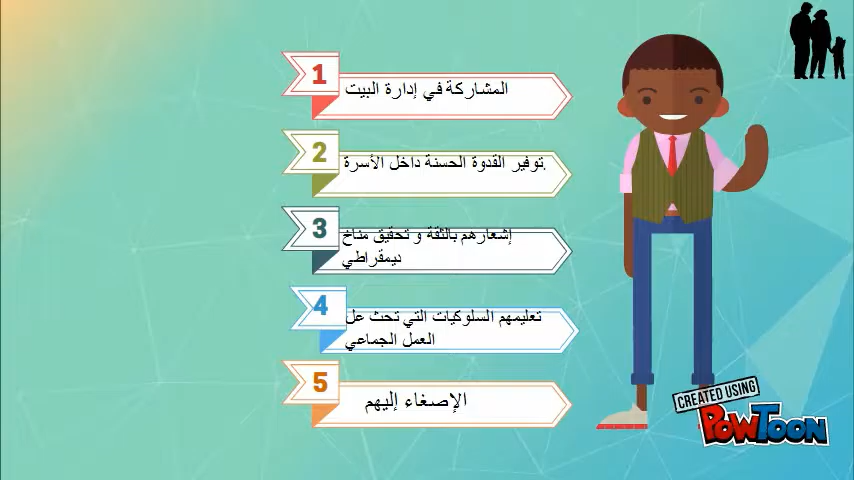 1
المشاركة في إدارة البيت
2
توفير القدوة الحسنة داخل الأسرة.
3
إشعارهم بالثقة و تحقيق مناخ
ديمقراطي
4
تعليمهم السلوكيات التي تحث عل
العمل الجماعي
5
الإصغاء إليهم
CREATED USING
POWTOON